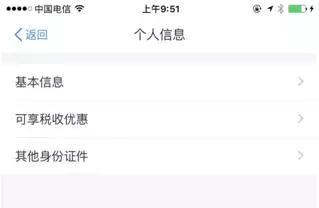 中国电信 上午9:51
返回 个人信息
基本信息
可享税收优惠
其他身份证件